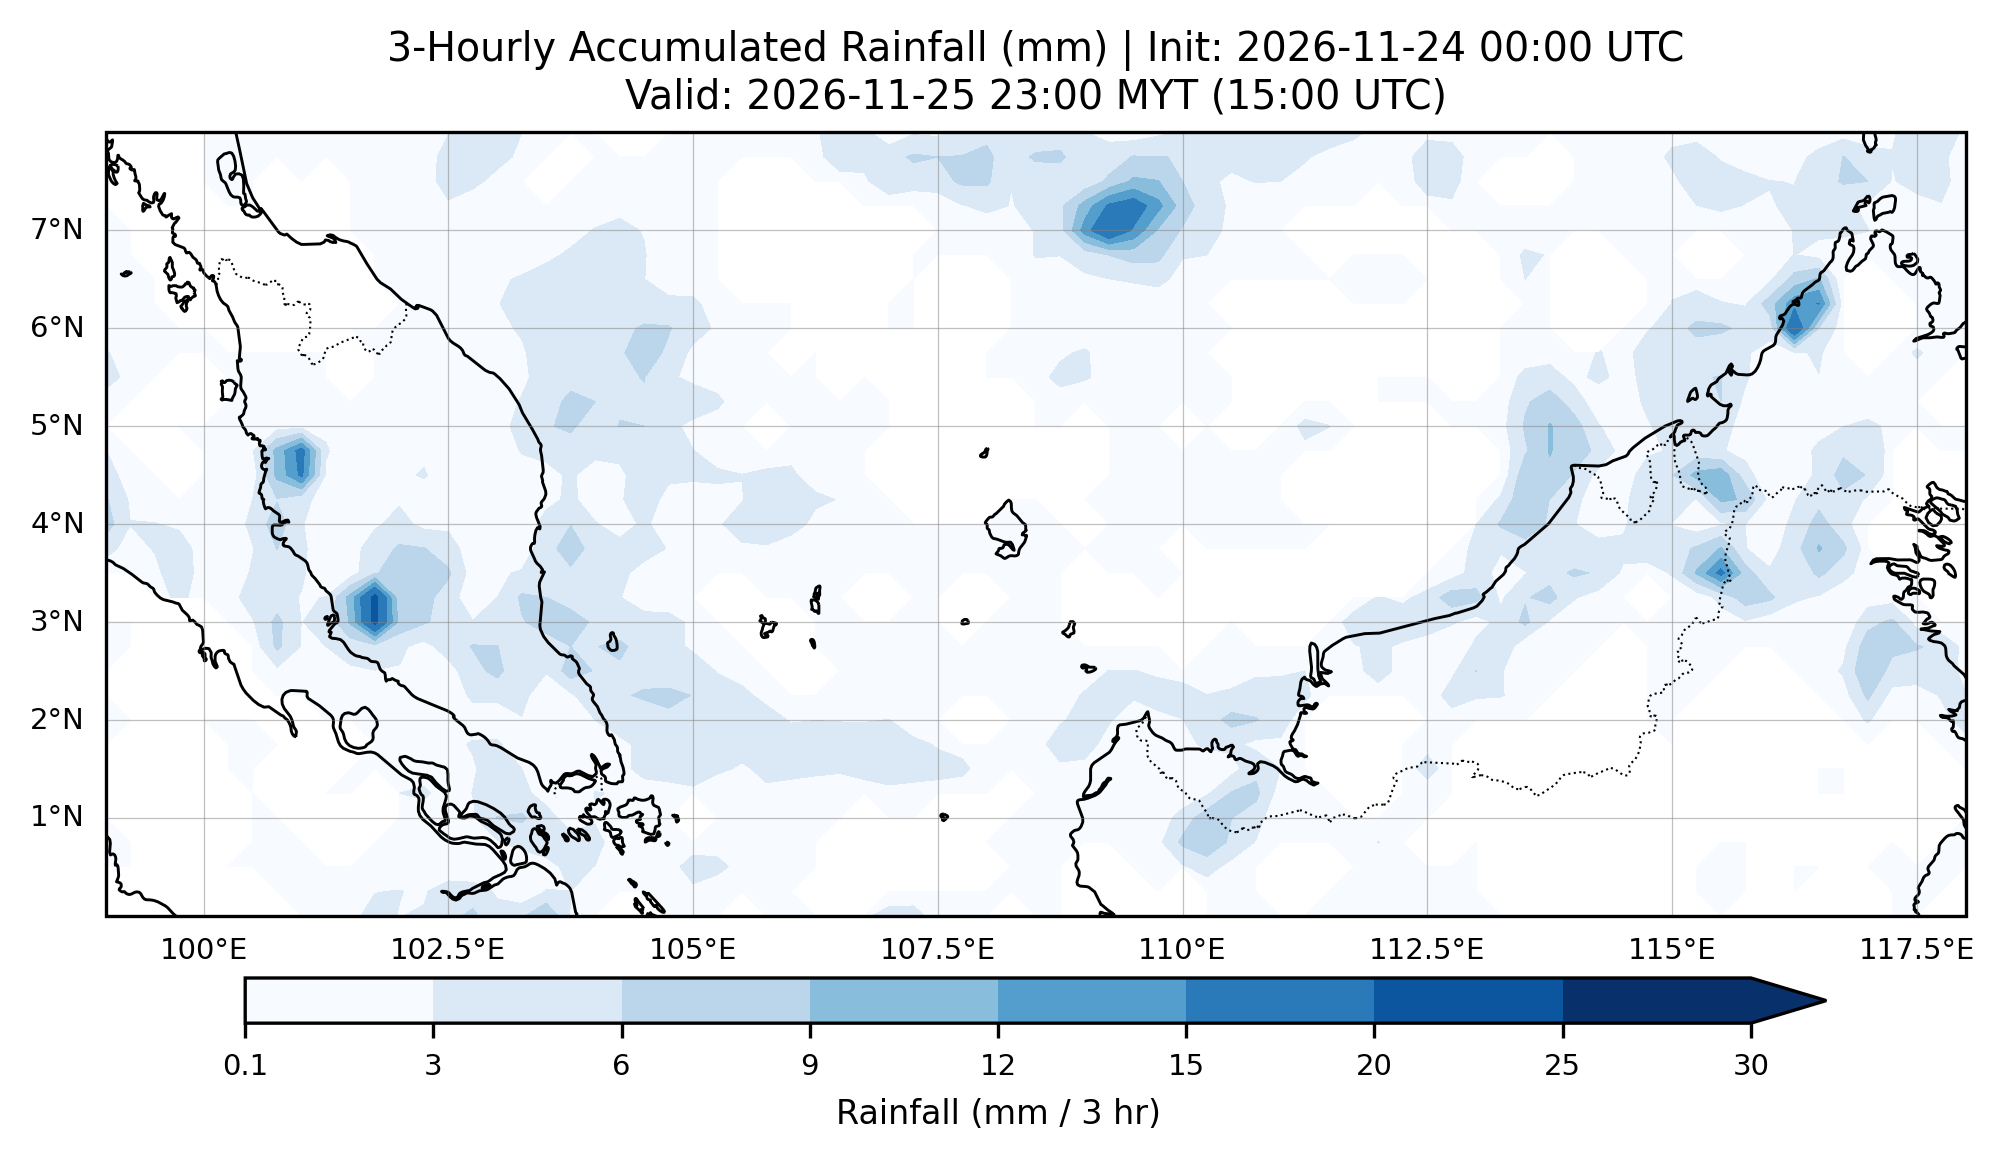 3-Hourly Accumulated Rainfall (mm) | Init: 2026-11-24 00:00 UTC
Valid: 2026-11-25 23:00 MYT (15:00 UTC)
7°N
6°N
5°N
4°N
3°N
2°N
1°N
100°E 102.5°E 105°E 107.5°E 110°E 112.5°E 115°E 117.5°E
0.1 3 6 9 12 15 20 25 30
Rainfall (mm / 3 hr)